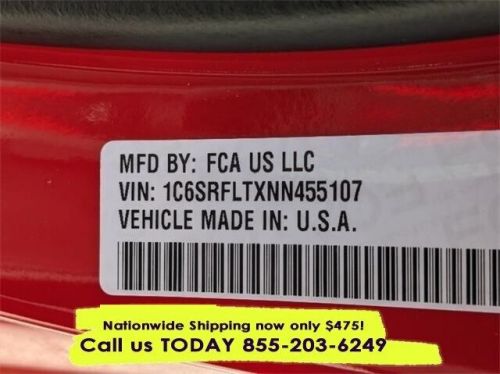 MFD BY: FCA US LLC
VIN: 1C6SRFLTXNN455107
VEHICLE MADE IN: U.S.A.
Nationwide Shipping now only $475!
Call us TODAY 855-203-6249